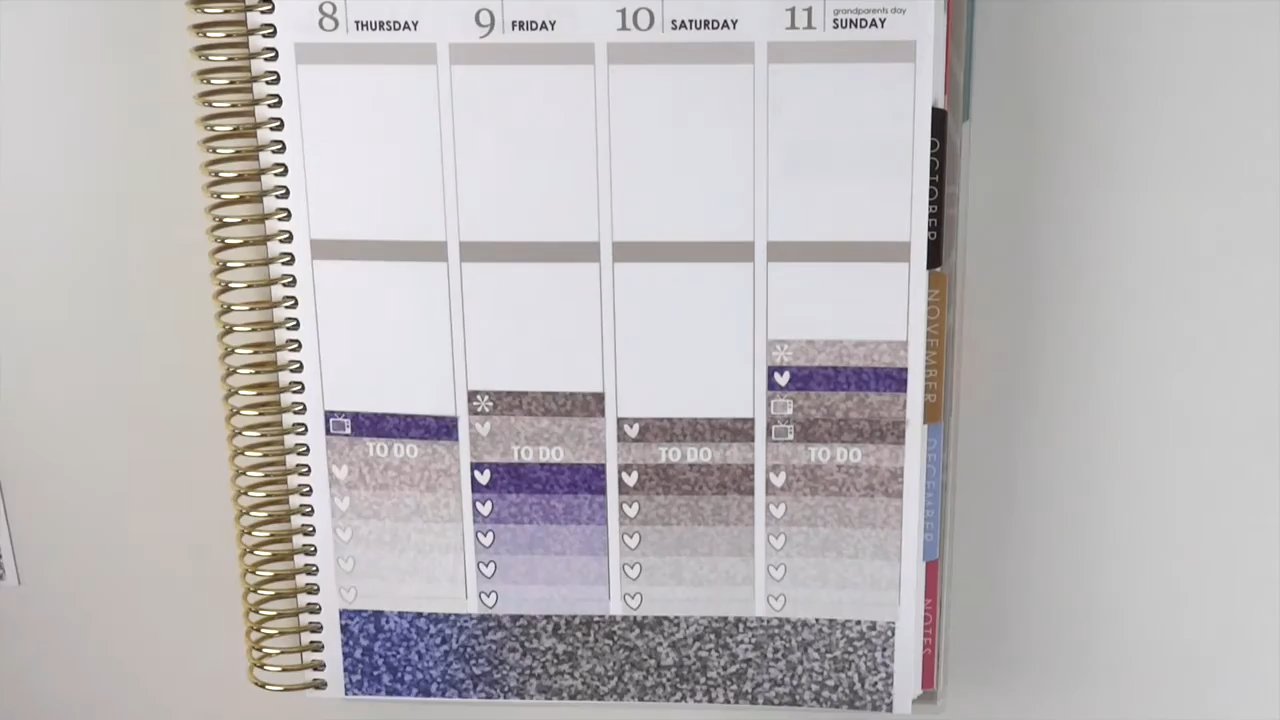 8 THURSDAY
9 FRIDAY
10 SATURDAY
11 grandparents day
SUNDAY
TO DO
TO DO
TO DO
TO DO
OCTOBER
NOVEMBER
DECEMBER
NOTES